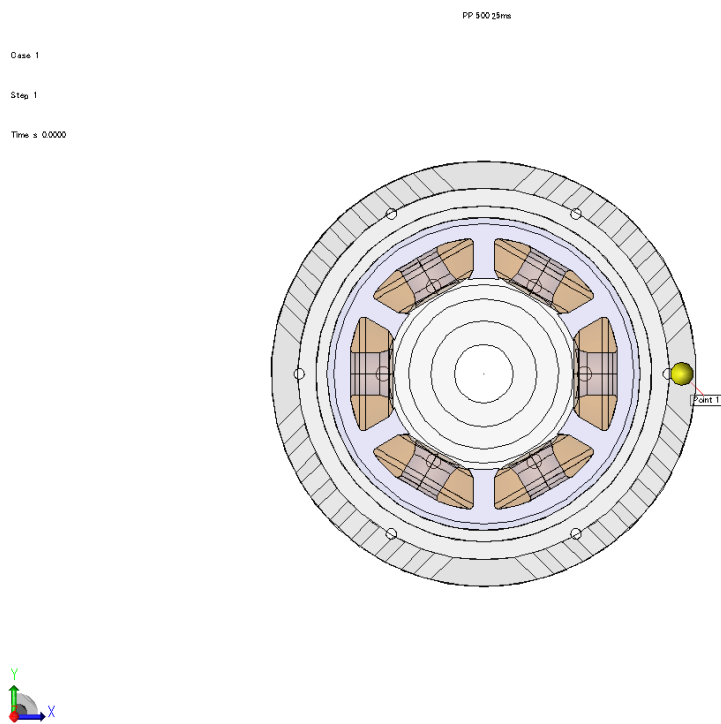 PP 500 25ms
Case 1
Step 1
Time s 0.0000
Point 1
Y
X